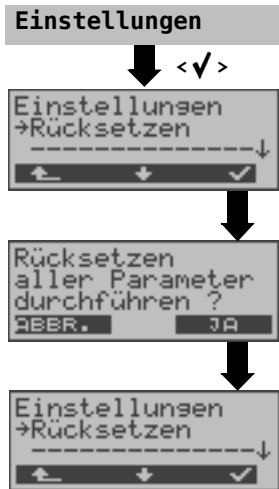 Einstellungen
<✓>
Einstellungen
→Rücksetzen
----------------↓
Rücksetzen
aller Parameter
durchführen ?
ABBR. JA
Einstellungen
→Rücksetzen
----------------↓